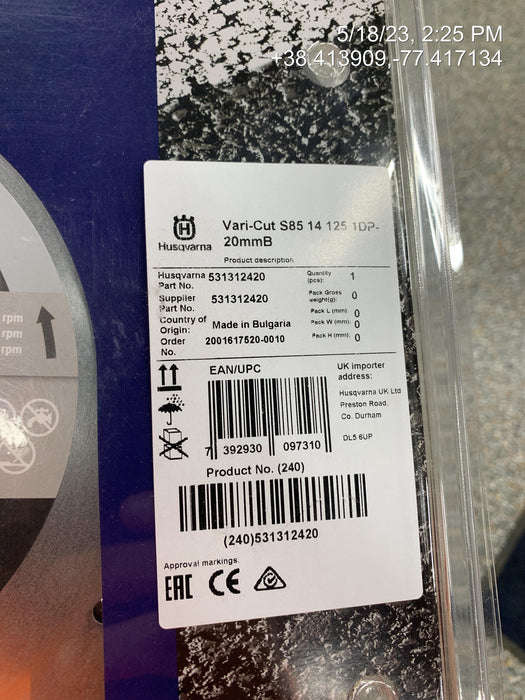 5/18/23, 2:25 PM
+38.413909,-77.417134
Husqvarna
Vari-Cut S85 14 125 1DP-
20mmB
Product description
Husqvarna Part No. 531312420
Quantity (pcs): 1
Supplier Part No. 531312420
Pack Gross weight(g): 0
Pack L (mm): 0
Country of Origin: Made in Bulgaria
Pack W (mm): 0
Order No. 2001617520-0010
Pack H (mm): 0
EAN/UPC
7 392930 097310
UK importer
address:
Husqvarna UK Ltd
Preston Road,
Co. Durham
DL5 6UP
Product No. (240)
(240)531312420
Approval markings.
EAC CE
rpm
rpm
rpm